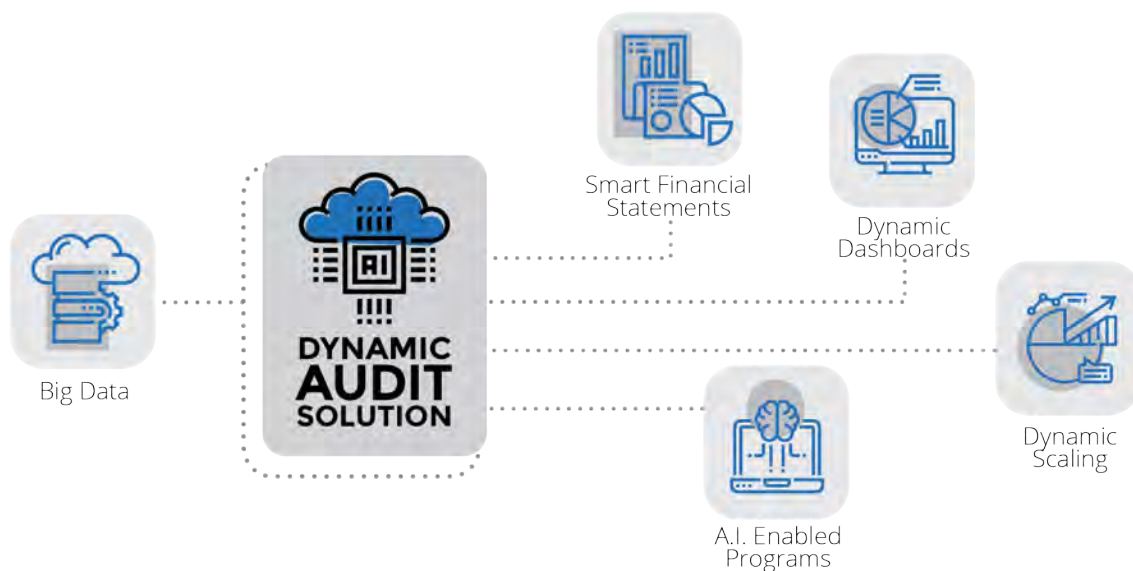 Smart Financial
Statements
Dynamic
Dashboards
Big Data
AI
DYNAMIC
AUDIT
SOLUTION
Dynamic
Scaling
A.I. Enabled
Programs